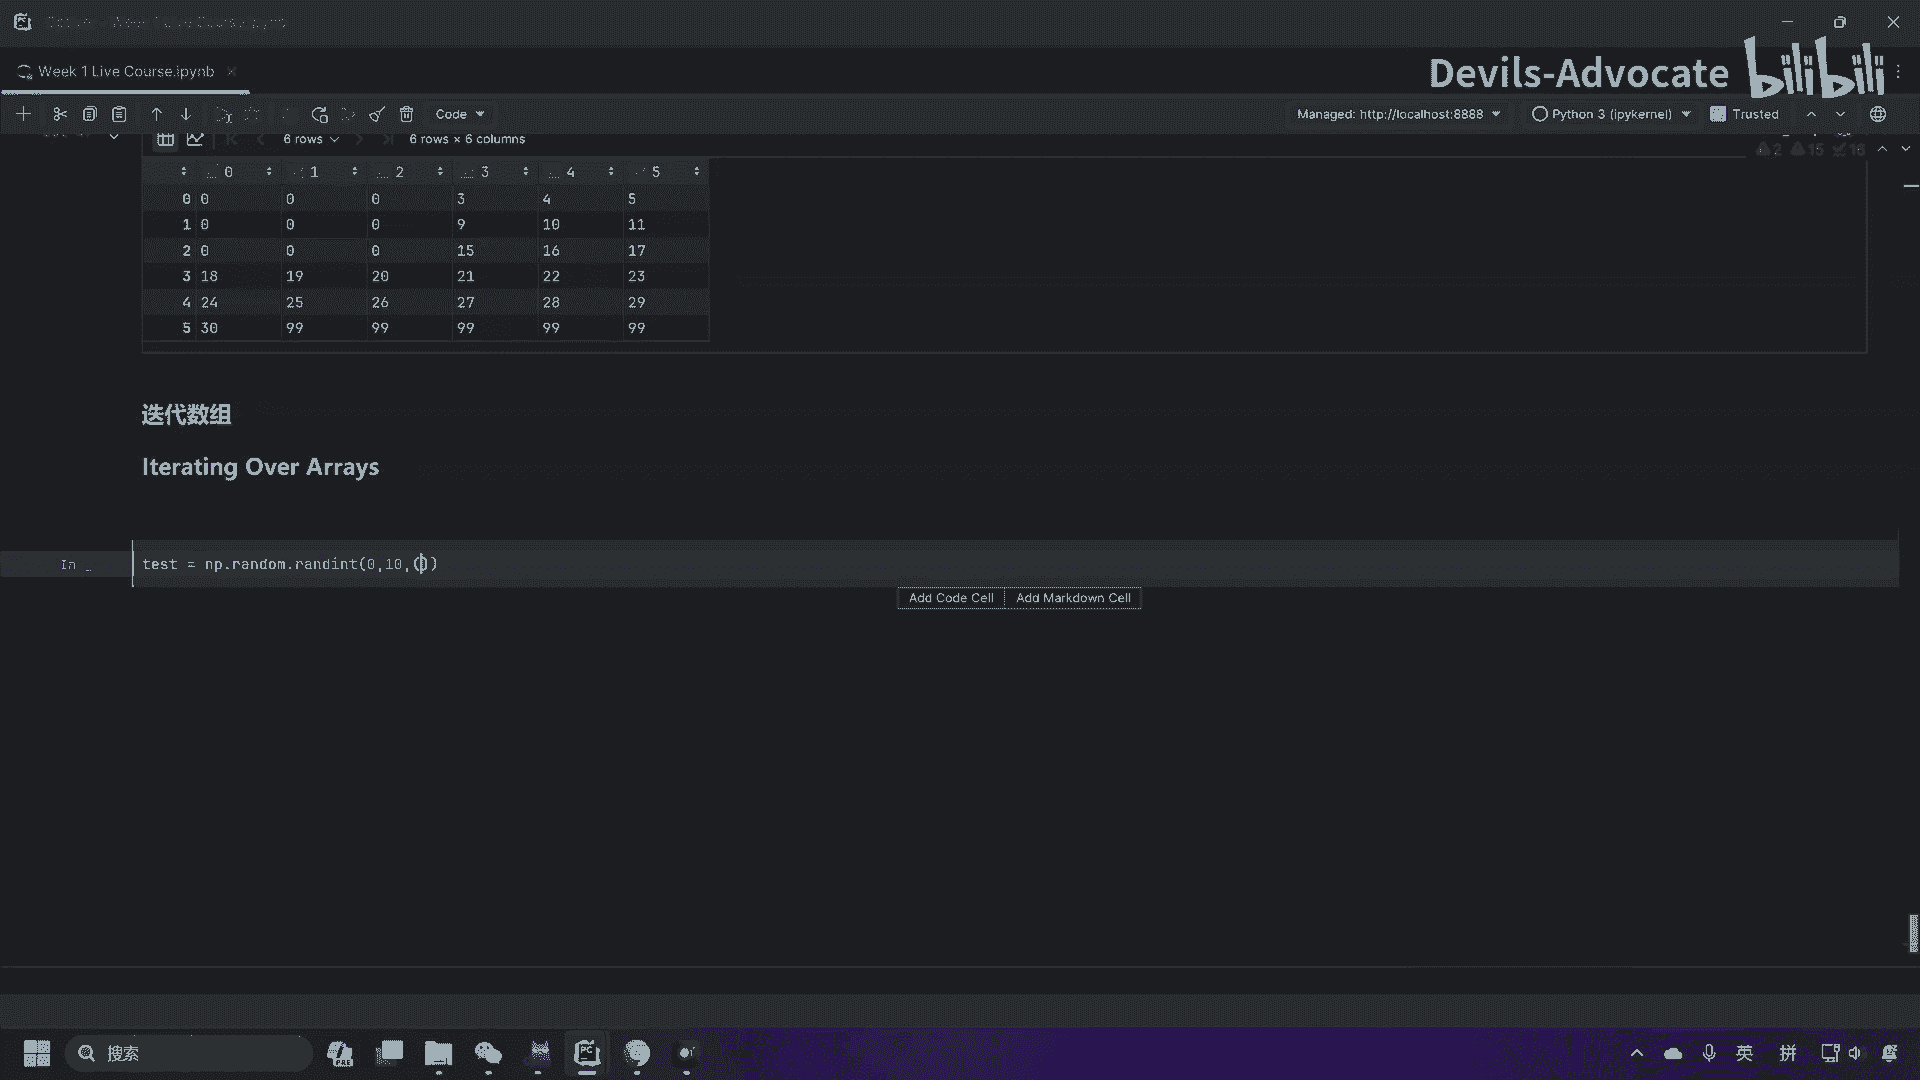 Week 1 Live Course.ipynb
Devils-Advocate bilibili
Code
Managed: http://localhost:8888
Python 3 (ipykernel)
Trusted
6 rows
6 rows × 6 columns
2 15 16
0 1 2 3 4 5
0 0 0 0 3 4 5
1 0 0 0 9 10 11
2 0 0 0 15 16 17
3 18 19 20 21 22 23
4 24 25 26 27 28 29
5 30 99 99 99 99 99
迭代数组
Iterating Over Arrays
In _
test = np.random.randint(0,10,())
Add Code Cell
Add Markdown Cell
搜索
英
拼